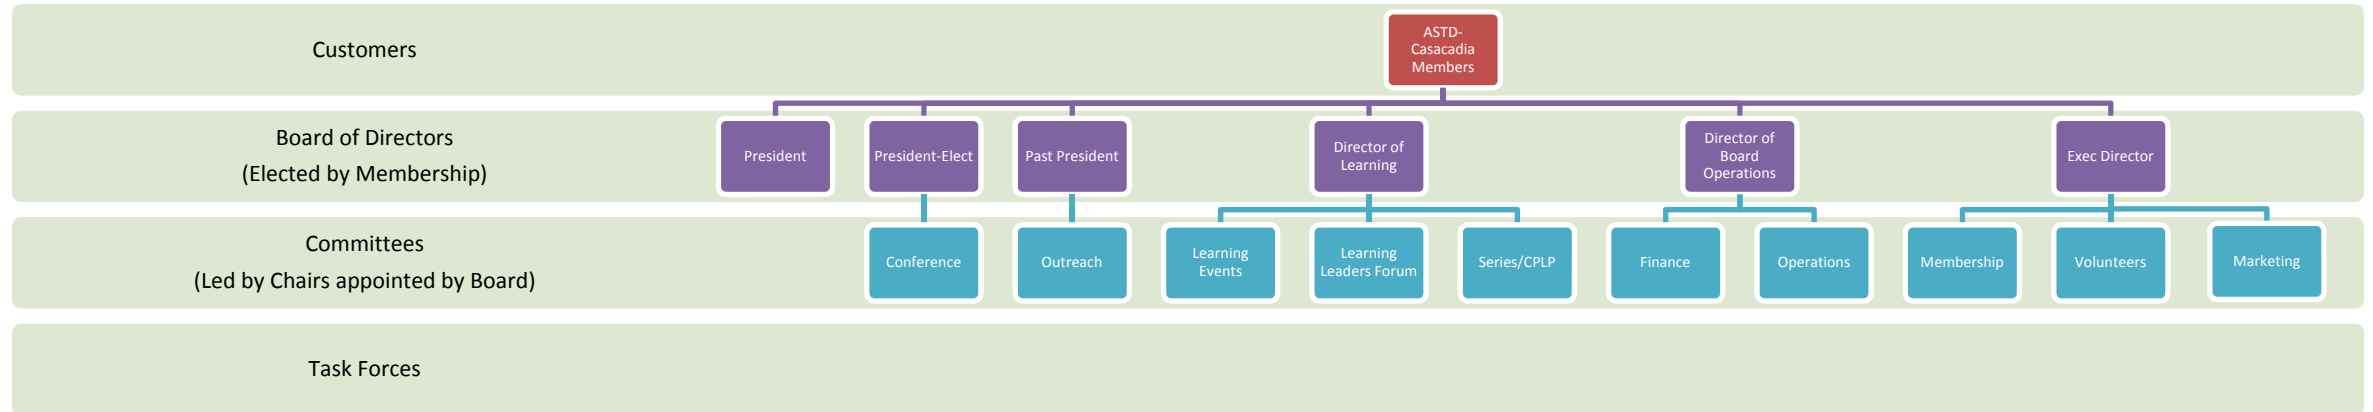 Customers
ASTD-
Casacadia
Members
Board of Directors
(Elected by Membership)
President
President-Elect
Past President
Director of
Learning
Director of
Board
Operations
Exec Director
Committees
(Led by Chairs appointed by Board)
Conference
Outreach
Learning
Events
Learning
Leaders Forum
Series/CPLP
Finance
Operations
Membership
Volunteers
Marketing
Task Forces